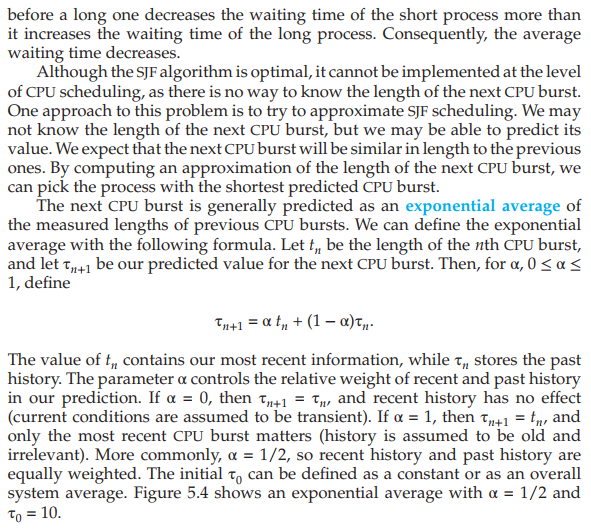 before a long one decreases the waiting time of the short process more than
it increases the waiting time of the long process. Consequently, the average
waiting time decreases.
Although the SJF algorithm is optimal, it cannot be implemented at the level
of CPU scheduling, as there is no way to know the length of the next CPU burst.
One approach to this problem is to try to approximate SJF scheduling. We may
not know the length of the next CPU burst, but we may be able to predict its
value. We expect that the next CPU burst will be similar in length to the previous
ones. By computing an approximation of the length of the next CPU burst, we
can pick the process with the shortest predicted CPU burst.
The next CPU burst is generally predicted as an exponential average of
the measured lengths of previous CPU bursts. We can define the exponential
average with the following formula. Let tₙ be the length of the nth CPU burst,
and let τₙ₊₁ be our predicted value for the next CPU burst. Then, for α, 0 ≤ α ≤
1, define
τₙ₊₁ = α tₙ + (1 − α)τₙ.
The value of tₙ contains our most recent information, while τₙ stores the past
history. The parameter α controls the relative weight of recent and past history
in our prediction. If α = 0, then τₙ₊₁ = τₙ, and recent history has no effect
(current conditions are assumed to be transient). If α = 1, then τₙ₊₁ = tₙ, and
only the most recent CPU burst matters (history is assumed to be old and
irrelevant). More commonly, α = 1/2, so recent history and past history are
equally weighted. The initial τ₀ can be defined as a constant or as an overall
system average. Figure 5.4 shows an exponential average with α = 1/2 and
τ₀ = 10.